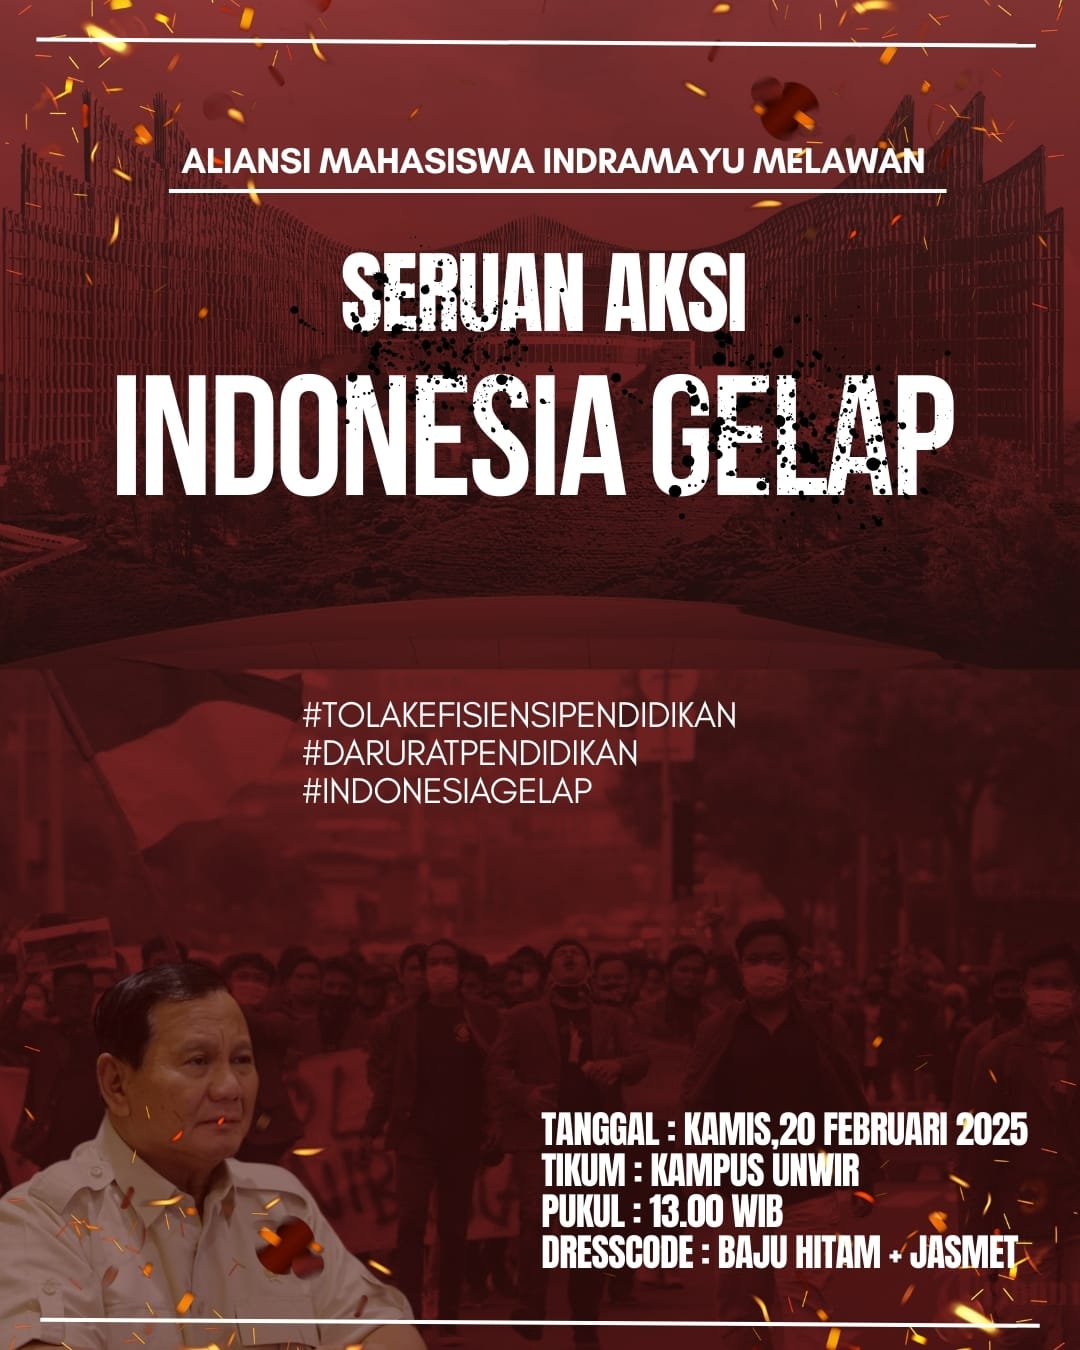 ALIANSI MAHASISWA INDRAMAYU MELAWAN
SERUAN AKSI
INDONESIA GELAP
#TOLAKEFISIENSIPENDIDIKAN
#DARURATPENDIDIKAN
#INDONESIAGELAP
TANGGAL : KAMIS,20 FEBRUARI 2025
TIKUM : KAMPUS UNWIR
PUKUL : 13.00 WIB
DRESSCODE : BAJU HITAM + JASMET